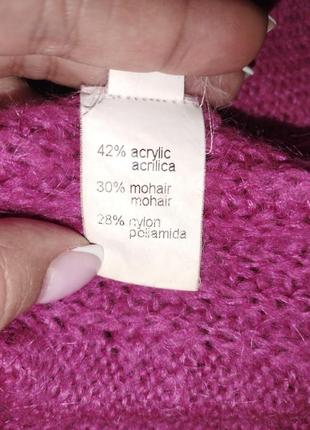 42% acrylic
acrilica
30% mohair
mohair
28% nylon
poliamida